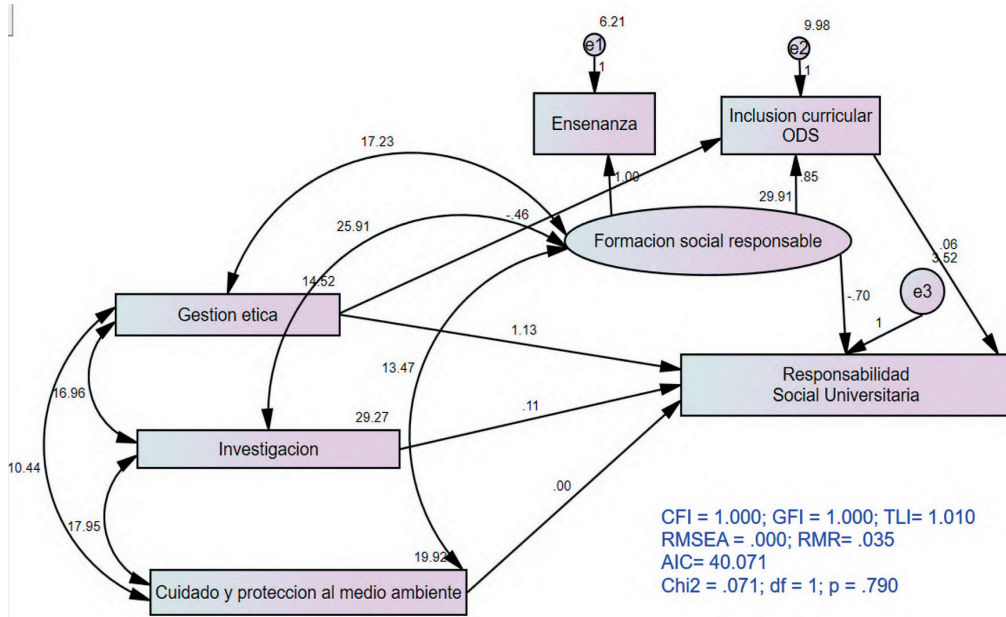 6.21
9.98
e1
e2
1
1
Ensenanza
Inclusion curricular
ODS
17.23
1.00
.85
29.91
25.91
-.46
Formacion social responsable
.06
3.52
14.52
e3
-.70
Gestion etica
1
1.13
13.47
Responsabilidad
Social Universitaria
16.96
.11
29.27
Investigacion
10.44
.00
17.95
CFI = 1.000; GFI = 1.000; TLI= 1.010
RMSEA = .000; RMR= .035
19.92
AIC= 40.071
Cuidado y proteccion al medio ambiente
Chi2 = .071; df = 1; p = .790